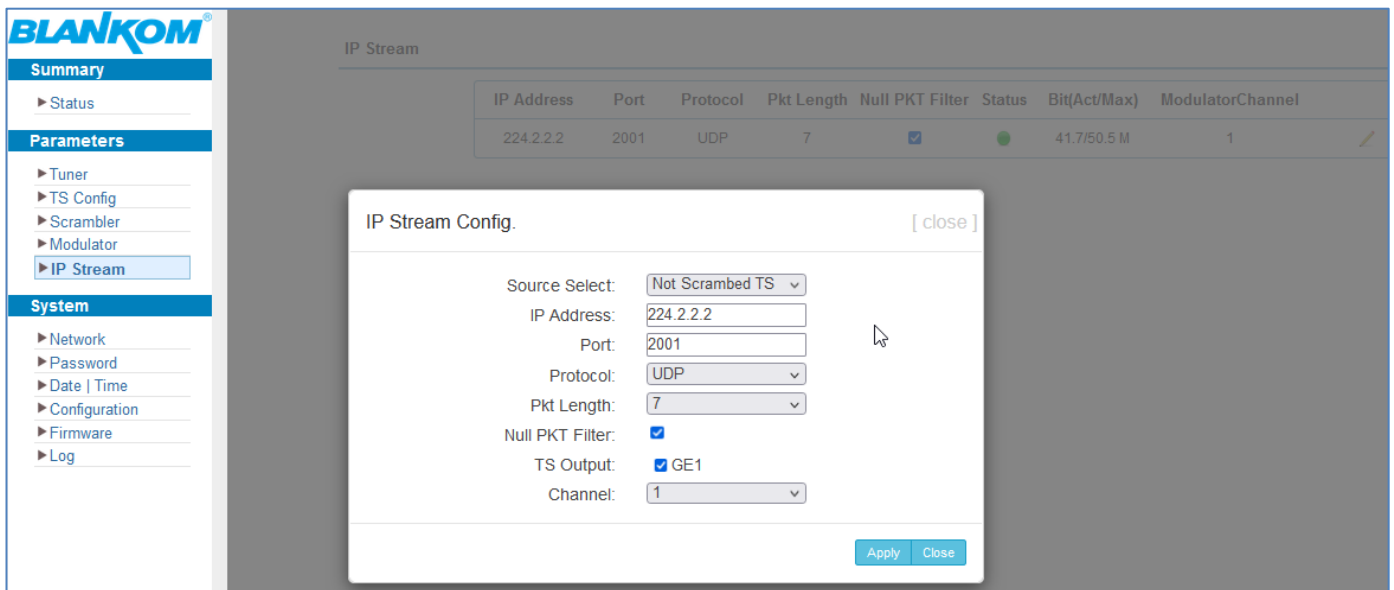 BLANKOM®
Summary
Status
Parameters
Tuner
TS Config
Scrambler
Modulator
IP Stream
System
Network
Password
Date | Time
Configuration
Firmware
Log
IP Stream
IP Address Port Protocol Pkt Length Null PKT Filter Status Bit(Act/Max) ModulatorChannel
224.2.2.2 2001 UDP 7 41.7/50.5 M 1
IP Stream Config. [ close ]
Source Select: Not Scrambed TS
IP Address: 224.2.2.2
Port: 2001
Protocol: UDP
Pkt Length: 7
Null PKT Filter:
TS Output: GE1
Channel: 1
Apply Close